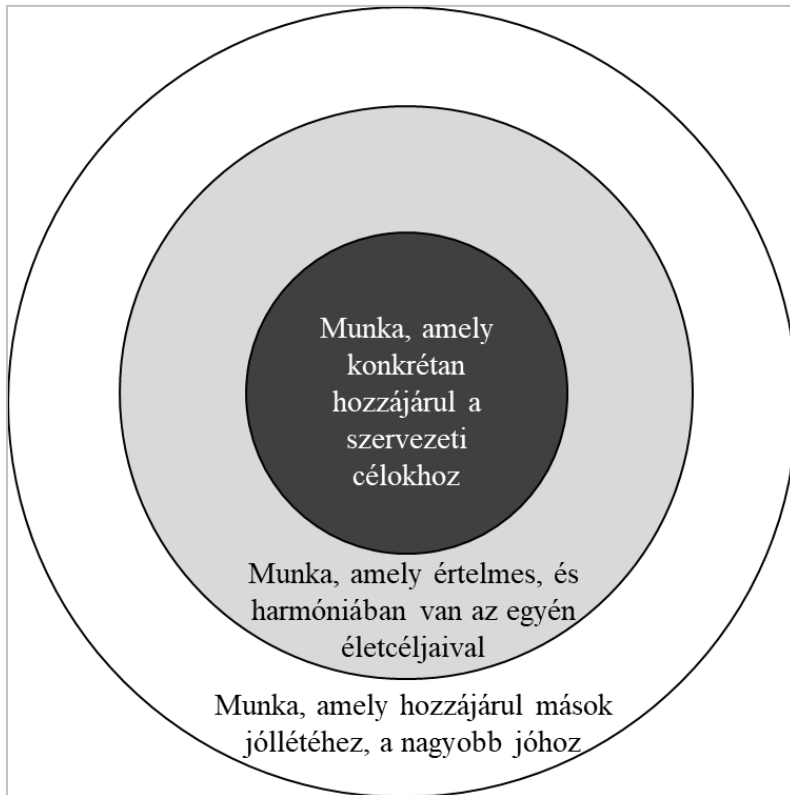 Munka, amely
konkrétan
hozzájárul a
szervezeti
célokhoz
Munka, amely értelmes, és
harmóniában van az egyén
életcéljaival
Munka, amely hozzájárul mások
jóllétéhez, a nagyobb jóhoz